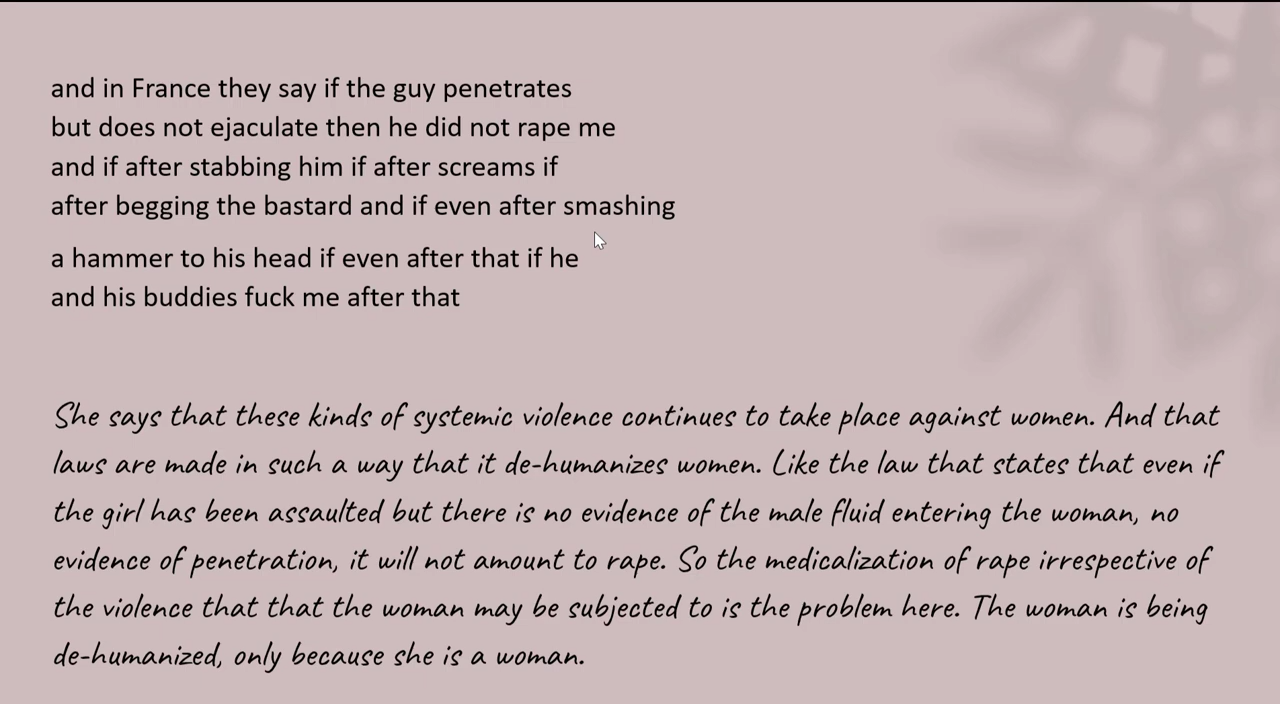 and in France they say if the guy penetrates
but does not ejaculate then he did not rape me
and if after stabbing him if after screams if
after begging the bastard and if even after smashing
a hammer to his head if even after that if he
and his buddies fuck me after that
She says that these kinds of systemic violence continues to take place against women. And that
laws are made in such a way that it de-humanizes women. Like the law that states that even if
the girl has been assaulted but there is no evidence of the male fluid entering the woman, no
evidence of penetration, it will not amount to rape. So the medicalization of rape irrespective of
the violence that that the woman may be subjected to is the problem here. The woman is being
de-humanized, only because she is a woman.